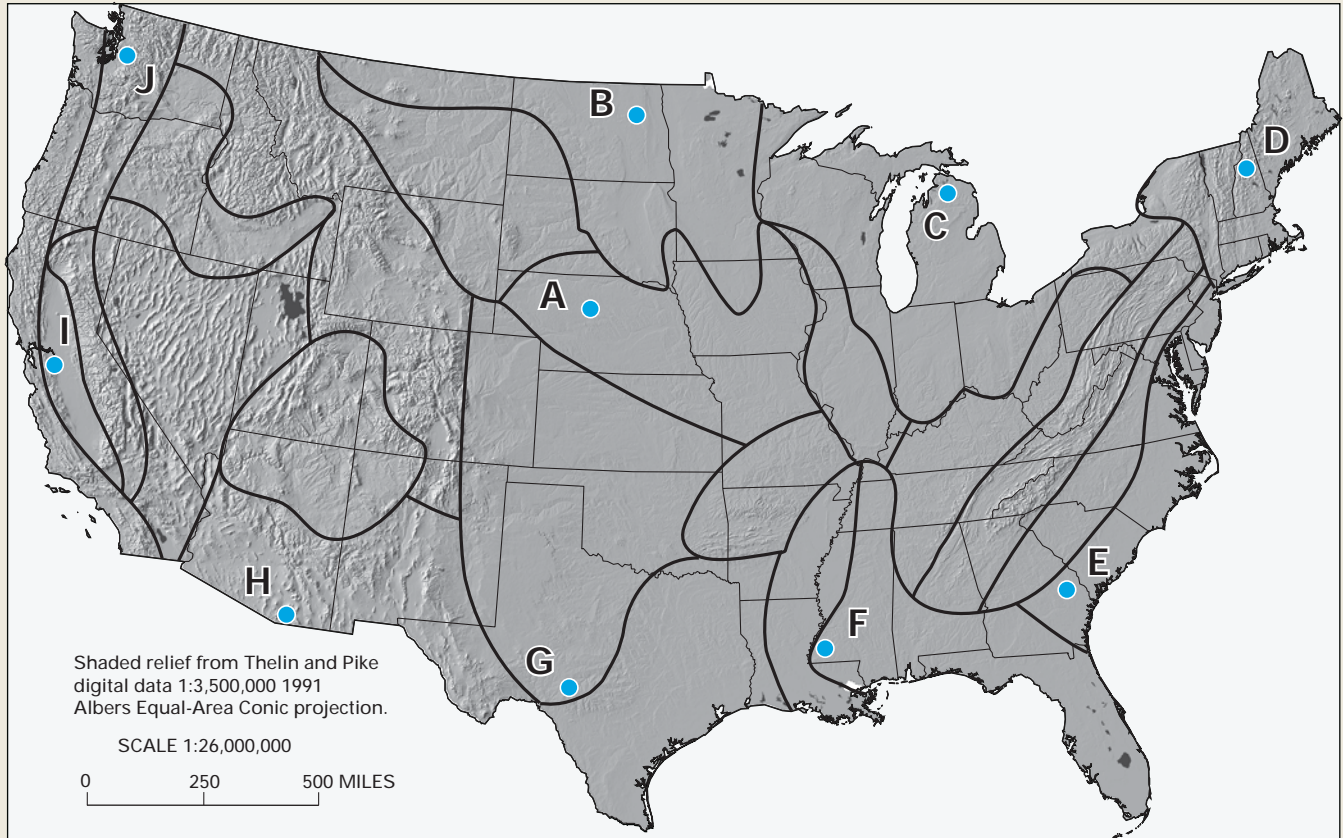 J
B
D
C
A
I
E
H
F
G
Shaded relief from Thelin and Pike
digital data 1:3,500,000 1991
Albers Equal-Area Conic projection.
SCALE 1:26,000,000
0 250 500 MILES